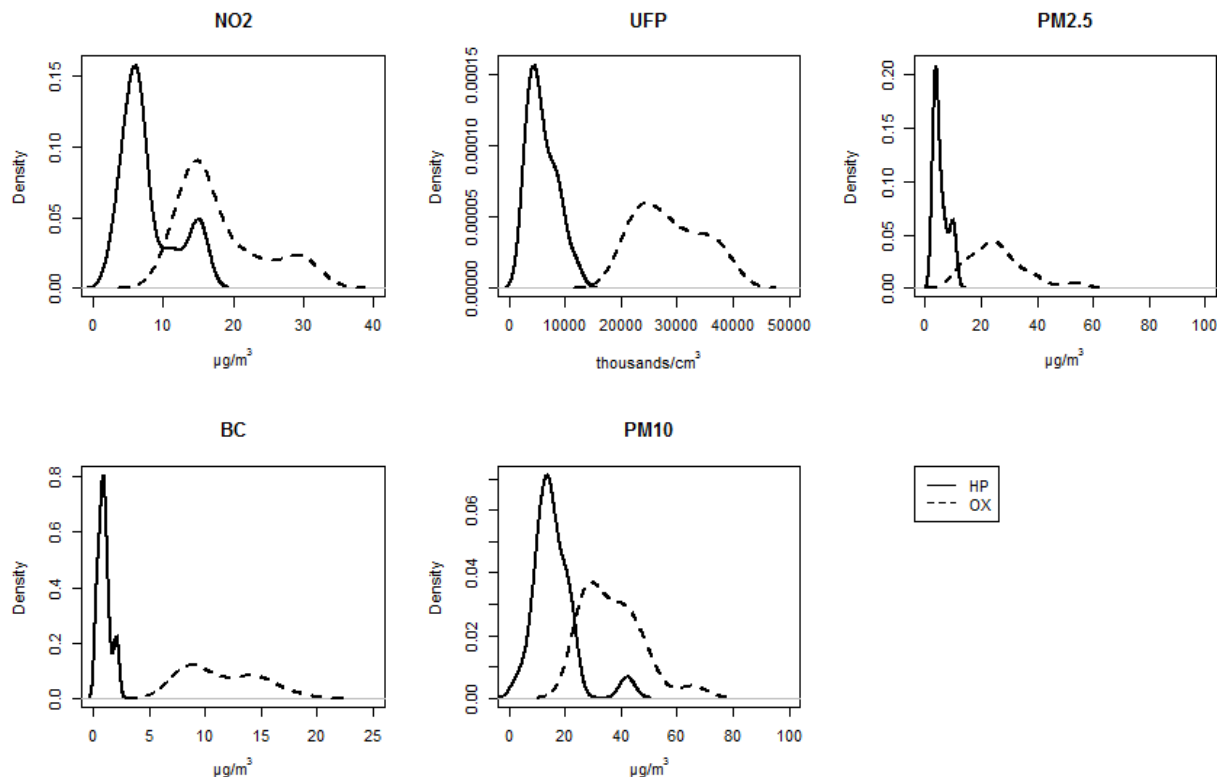 NO2
Density
0.00 0.05 0.10 0.15
0 10 20 30 40
µg/m³
UFP
Density
0.00000 0.00005 0.00010 0.00015
0 10000 20000 30000 40000 50000
thousands/cm³
PM2.5
Density
0.00 0.05 0.10 0.15 0.20
0 20 40 60 80 100
µg/m³
BC
Density
0.0 0.2 0.4 0.6 0.8
0 5 10 15 20 25
µg/m³
PM10
Density
0.00 0.02 0.04 0.06
0 20 40 60 80 100
µg/m³
HP
OX